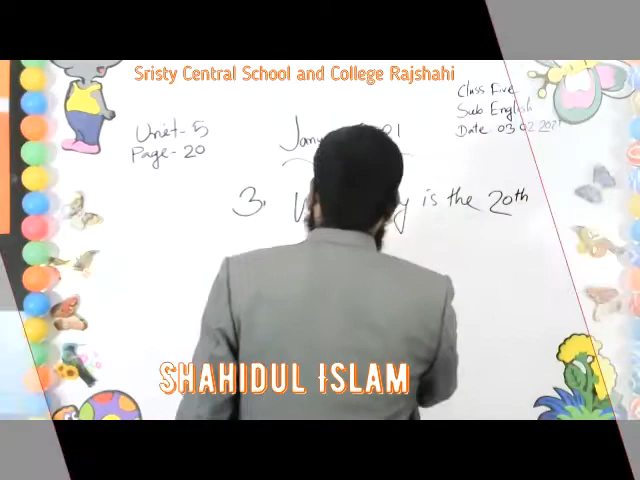 Sristy Central School and College Rajshahi
Class Five
Sub English
Date 03 02 2021
Unit-5
Page-20
3. is the 20th
SHAHIDUL ISLAM